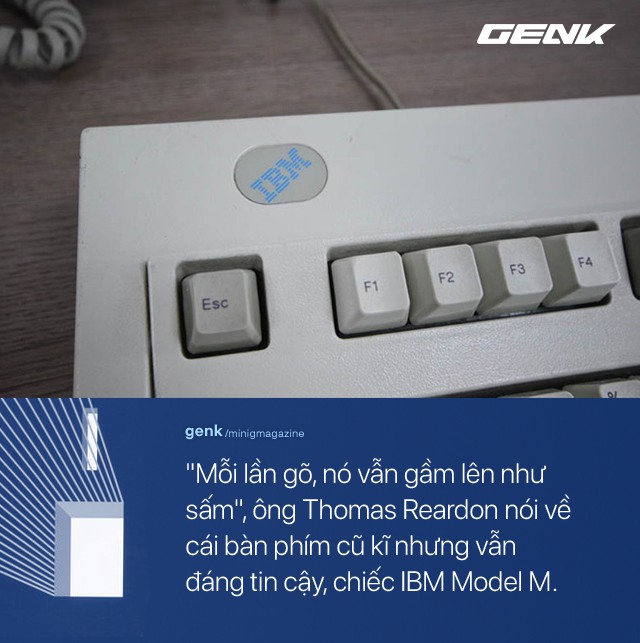 GENK
IBM
Esc
F1
F2
F3
F4
genk/minigmagazine
"Mỗi lần gõ, nó vẫn gầm lên như
sấm", ông Thomas Reardon nói về
cái bàn phím cũ kĩ nhưng vẫn
đáng tin cậy, chiếc IBM Model M.